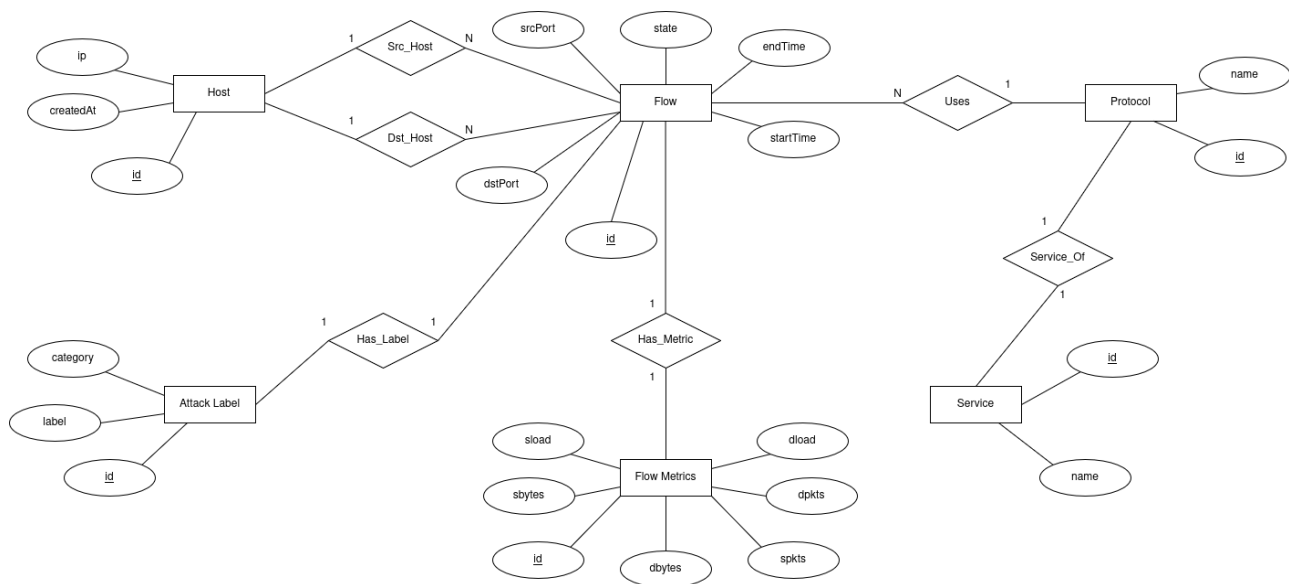 srcPort
state
endTime
1
Src_Host
N
ip
Host
createdAt
1
Dst_Host
N
id
Flow
startTime
dstPort
id
N
Uses
1
Protocol
name
id
1
Service_Of
1
1
Has_Label
1
1
Has_Metric
1
category
Attack Label
label
id
id
Service
name
sload
dload
sbytes
Flow Metrics
dpkts
id
dbytes
spkts